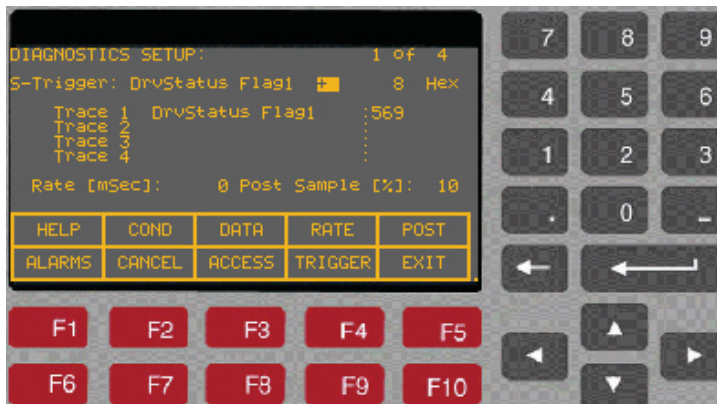 DIAGNOSTICS SETUP: 1 of 4
S-Trigger: DrvStatus Flag1 + 8 Hex
Trace 1 DrvStatus Flag1 :569
Trace 2 :
Trace 3 :
Trace 4 :
Rate [mSec]: 0 Post Sample [%]: 10
HELP COND DATA RATE POST
ALARMS CANCEL ACCESS TRIGGER EXIT
F1 F2 F3 F4 F5
F6 F7 F8 F9 F10
7 8 9
4 5 6
1 2 3
. 0 -